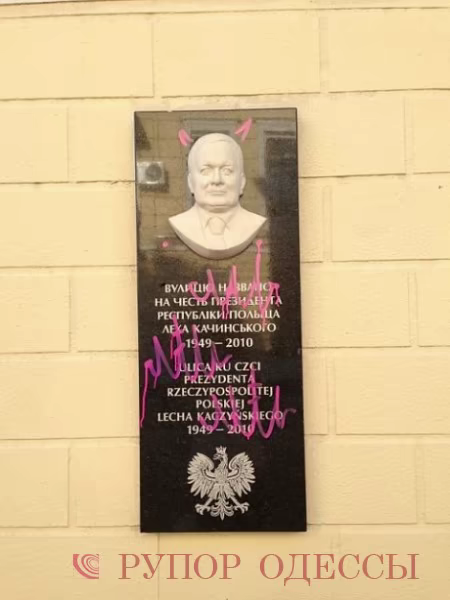 ВУЛИЦЮ НАЗВАНО
НА ЧЕСТЬ ПРЕЗИДЕНТА
РЕСПУБЛІКИ ПОЛЬЩА
ЛЕХА КАЧИНСЬКОГО
1949 – 2010
ULICA KU CZCI
PREZYDENTA
RZECZYPOSPOLITEJ
POLSKIEJ
LECHA KACZYŃSKIEGO
1949 – 2010
РУПОР ОДЕССЫ